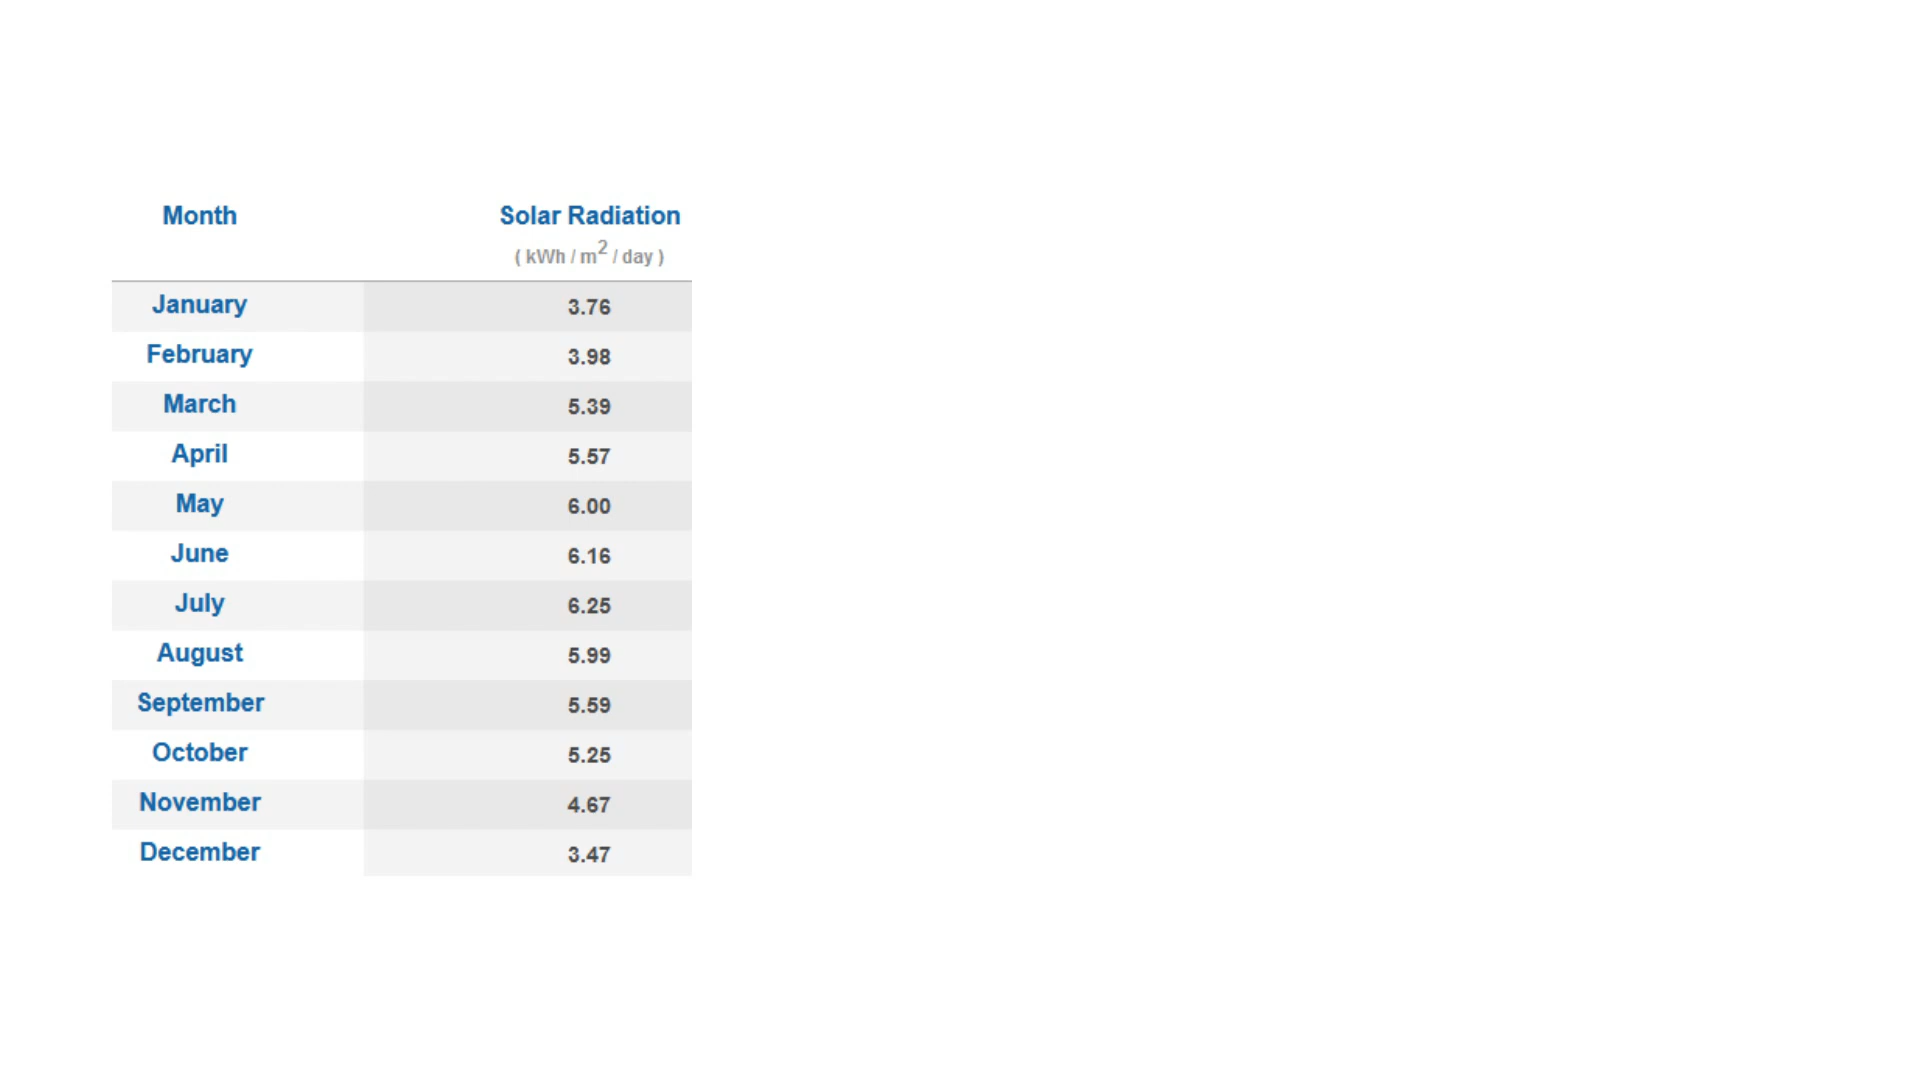 Month Solar Radiation
( kWh / m2 / day )
January 3.76
February 3.98
March 5.39
April 5.57
May 6.00
June 6.16
July 6.25
August 5.99
September 5.59
October 5.25
November 4.67
December 3.47